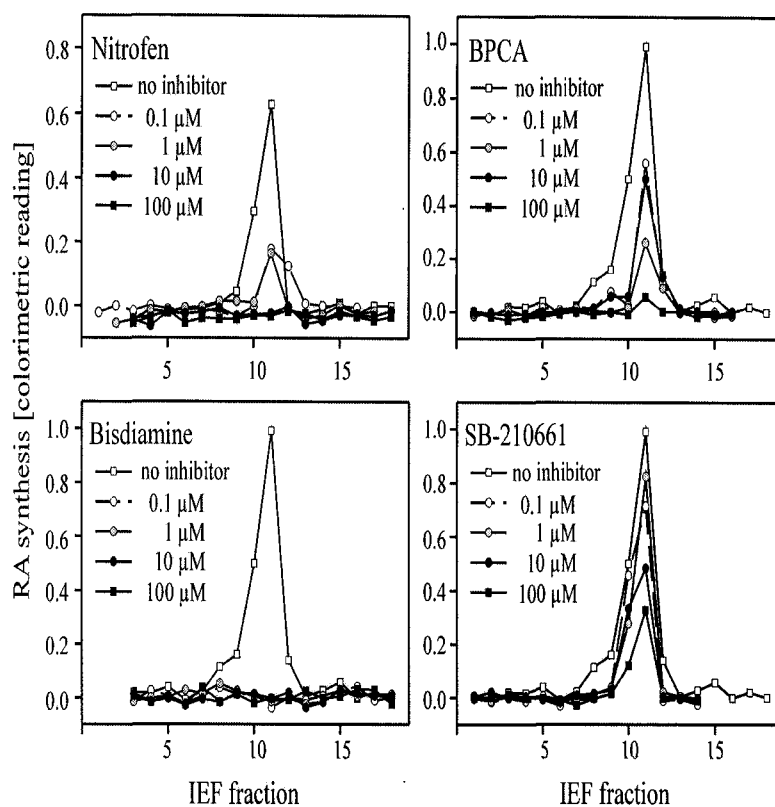 RA synthesis [colorimetric reading]
Nitrofen
no inhibitor
0.1 µM
1 µM
10 µM
100 µM
0.8
0.6
0.4
0.2
0.0
5 10 15
BPCA
no inhibitor
0.1 µM
1 µM
10 µM
100 µM
1.0
0.8
0.6
0.4
0.2
0.0
5 10 15
Bisdiamine
no inhibitor
0.1 µM
1 µM
10 µM
100 µM
1.0
0.8
0.6
0.4
0.2
0.0
5 10 15
IEF fraction
SB-210661
no inhibitor
0.1 µM
1 µM
10 µM
100 µM
1.0
0.8
0.6
0.4
0.2
0.0
5 10 15
IEF fraction